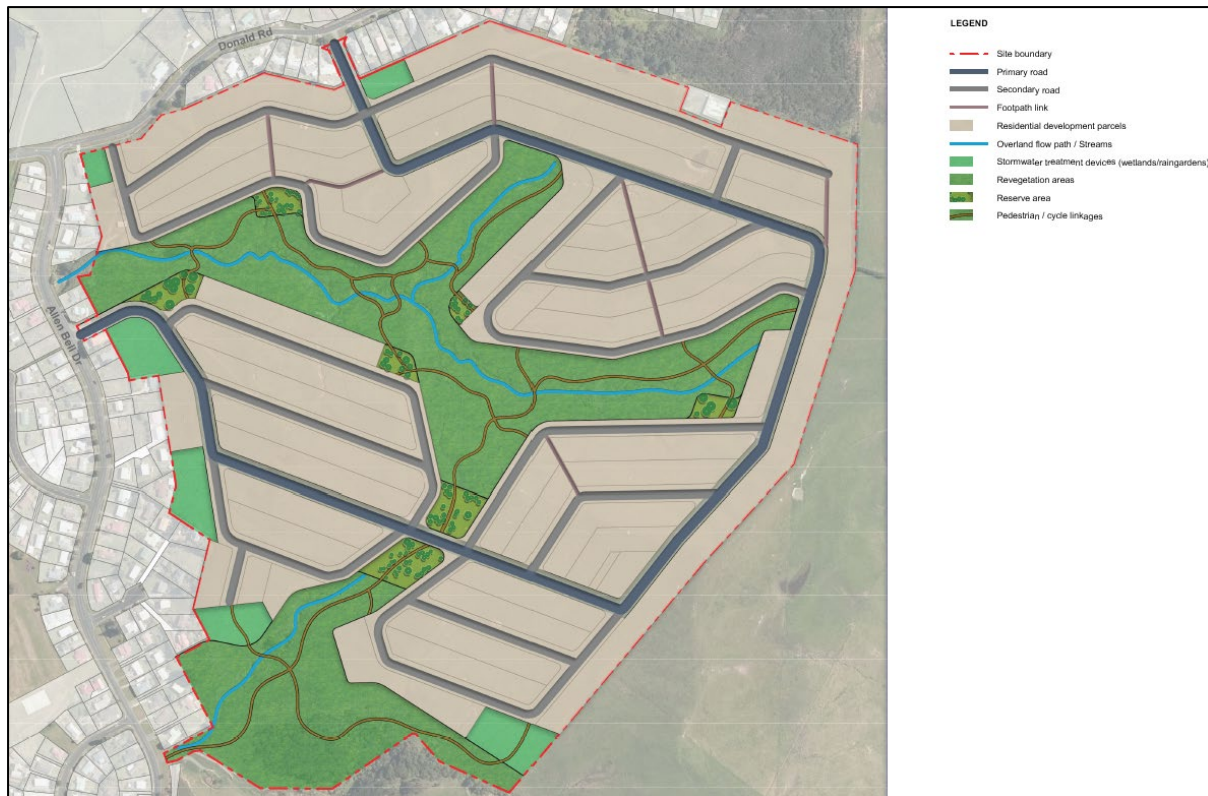 Donald Rd
Allen Bell Dr
LEGEND
Site boundary
Primary road
Secondary road
Footpath link
Residential development parcels
Overland flow path / Streams
Stormwater treatment devices (wetlands/raingardens)
Revegetation areas
Reserve area
Pedestrian / cycle linkages